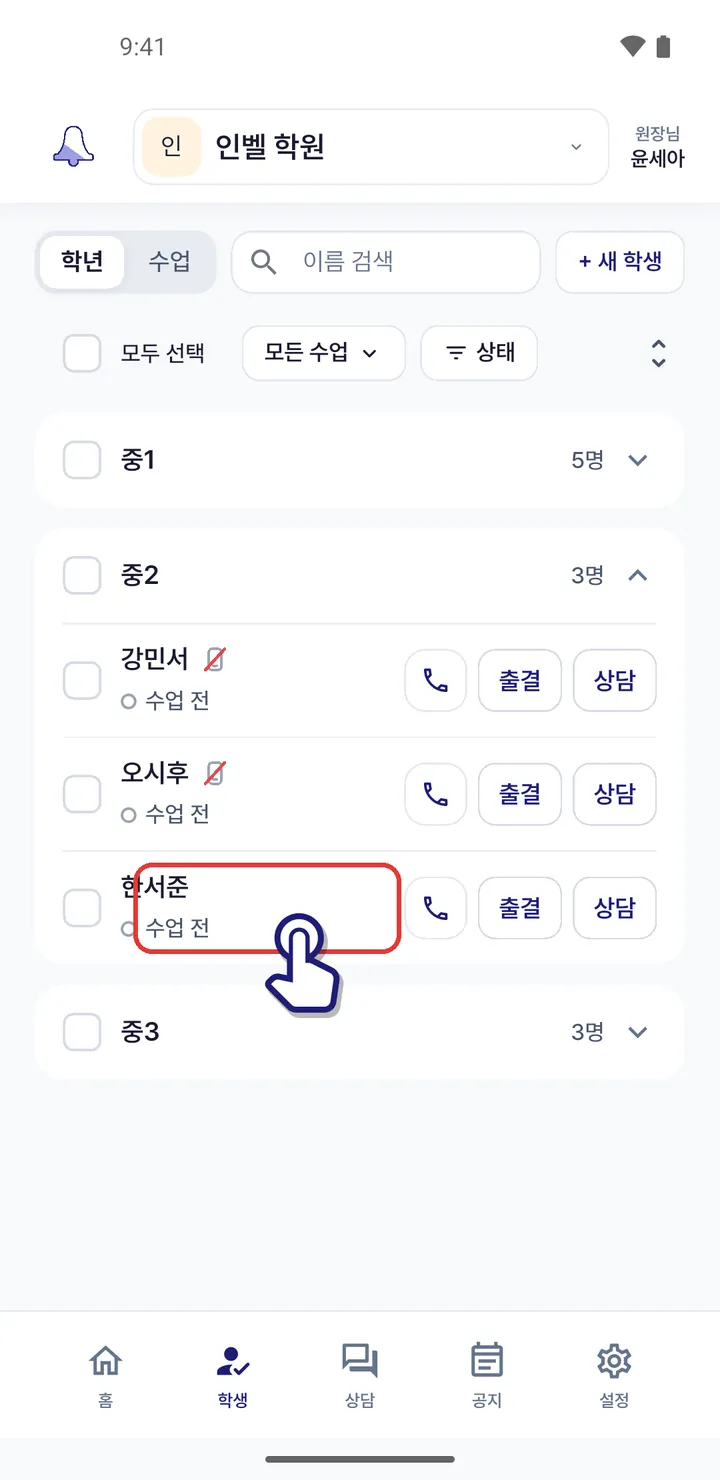 9:41
인 인벨 학원
원장님
윤세아
학년 수업 이름 검색 + 새 학생
모두 선택 모든 수업 상태
중1 5명
중2 3명
강민서
수업 전
출결 상담
오시후
수업 전
출결 상담
한서준
수업 전
출결 상담
중3 3명
홈 학생 상담 공지 설정